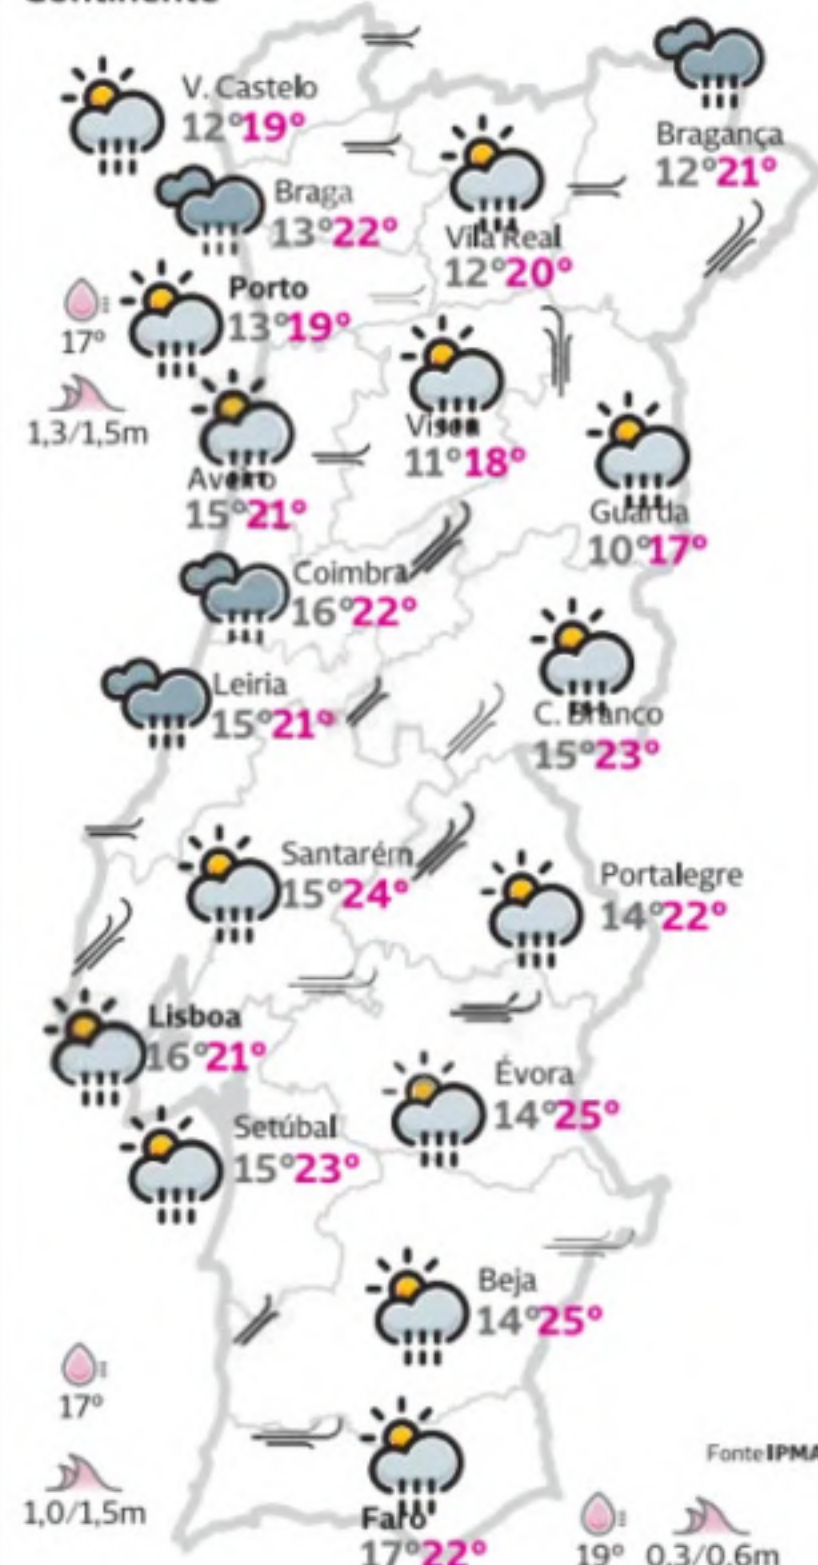 Continente
V. Castelo
12° 19°
Bragança
12° 21°
Braga
13° 22°
Vila Real
12° 20°
Porto
13° 19°
17°
1,3/1,5m
Viseu
11° 18°
Aveiro
15° 21°
Guarda
10° 17°
Coimbra
16° 22°
Leiria
15° 21°
C. Branco
15° 23°
Santarém
15° 24°
Portalegre
14° 22°
Lisboa
16° 21°
Évora
14° 25°
Setúbal
15° 23°
Beja
14° 25°
17°
1,0/1,5m
Faro
17° 22°
Fonte IPMA
19° 0,3/0,6m